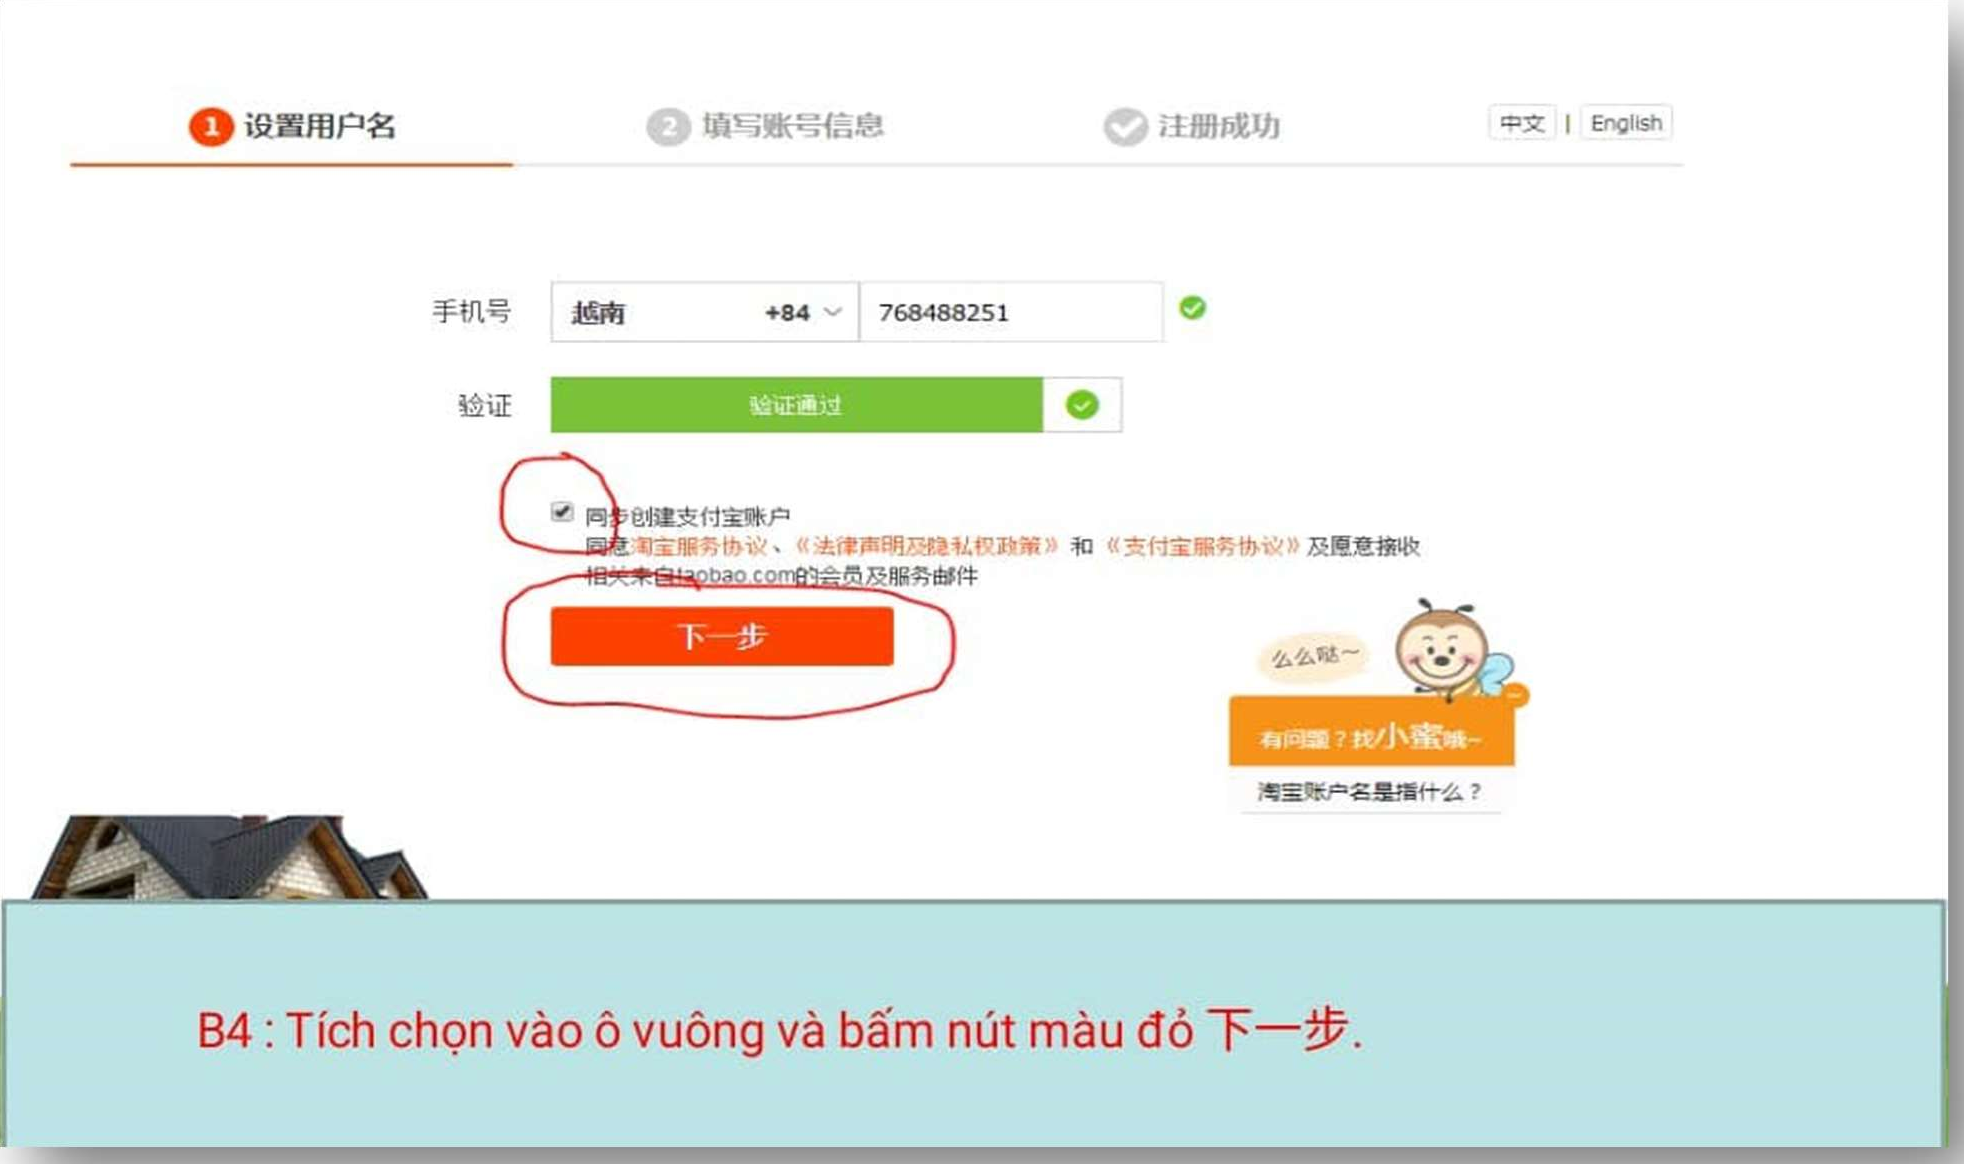 1 设置用户名
2 填写账号信息
注册成功
中文 | English
手机号 越南 +84 768488251
验证 验证通过
同步创建支付宝账户
同意淘宝服务协议、《法律声明及隐私权政策》 和 《支付宝服务协议》及愿意接收
相关来自taobao.com的会员及服务邮件
下一步
么么哒~
有问题？找小蜜哦~
淘宝账户名是指什么？
B4 : Tích chọn vào ô vuông và bấm nút màu đỏ 下一步.